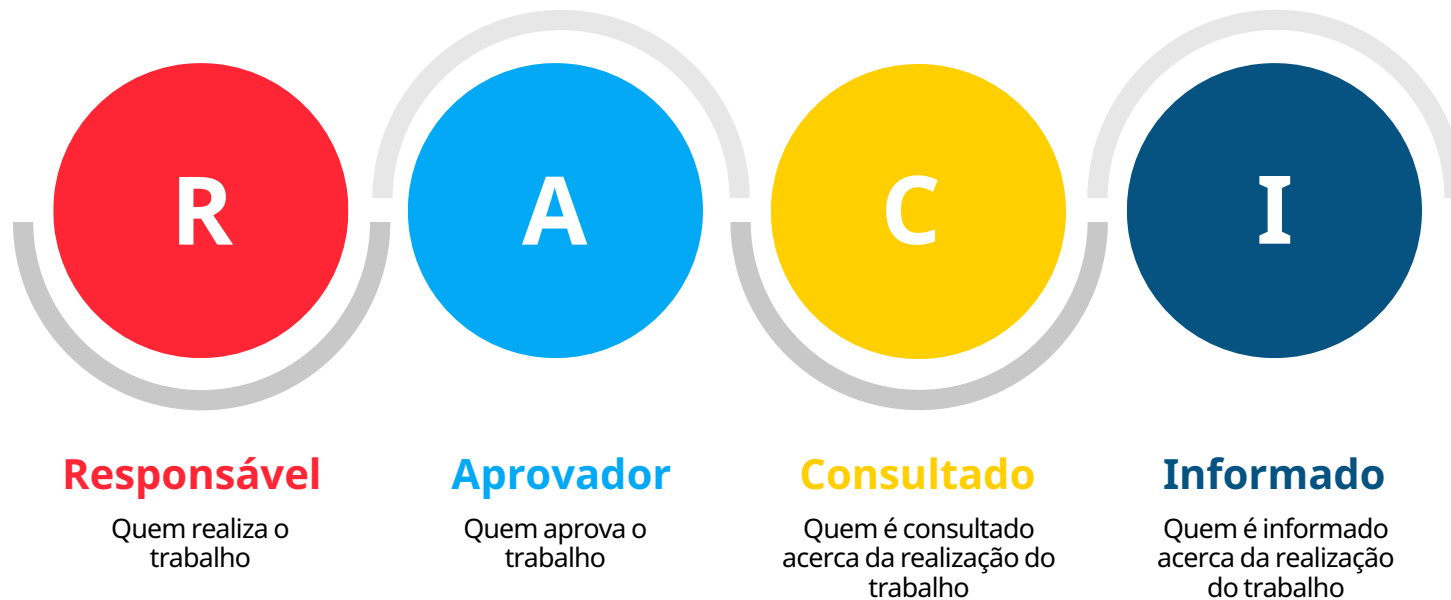 R
A
C
I
Responsável
Quem realiza o
trabalho
Aprovador
Quem aprova o
trabalho
Consultado
Quem é consultado
acerca da realização do
trabalho
Informado
Quem é informado
acerca da realização
do trabalho